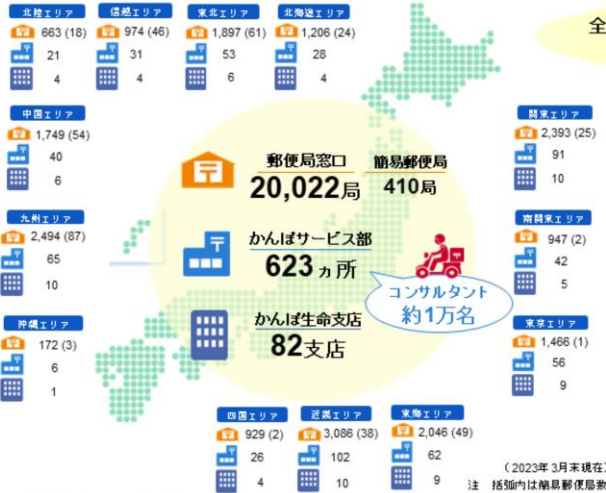 北陸エリア
663 (18)
21
4
信越エリア
974 (46)
31
4
東北エリア
1,897 (61)
53
6
北海道エリア
1,206 (24)
28
4
全
中国エリア
1,749 (54)
40
6
九州エリア
2,494 (87)
65
10
沖縄エリア
172 (3)
6
1
郵便局窓口
20,022局
簡易郵便局
410局
かんぽサービス部
623ヵ所
コンサルタント
約1万名
かんぽ生命支店
82支店
関東エリア
2,393 (25)
91
10
南関東エリア
947 (2)
42
5
東京エリア
1,466 (1)
56
9
四国エリア
929 (2)
26
4
近畿エリア
3,086 (38)
102
10
東海エリア
2,046 (49)
62
9
(2023年3月末現在)
注 括弧内は簡易郵便局数